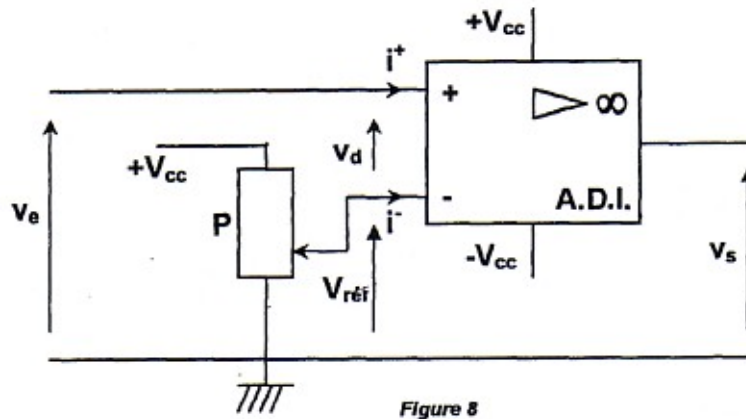 +Vcc
i+
+
▷ ∞
vd
+Vcc
ve
P
-
i-
A.D.I.
-Vcc
Vréf
vs
Figure 8